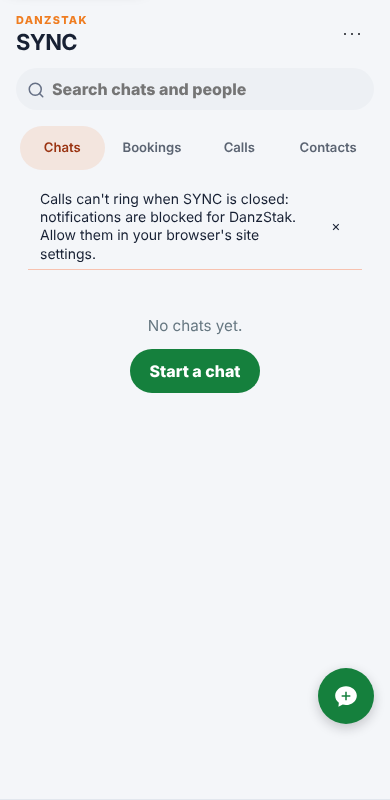 DANZSTAK
SYNC
...
Search chats and people
Chats
Bookings
Calls
Contacts
Calls can't ring when SYNC is closed:
notifications are blocked for DanzStak.
Allow them in your browser's site
settings.
×
No chats yet.
Start a chat